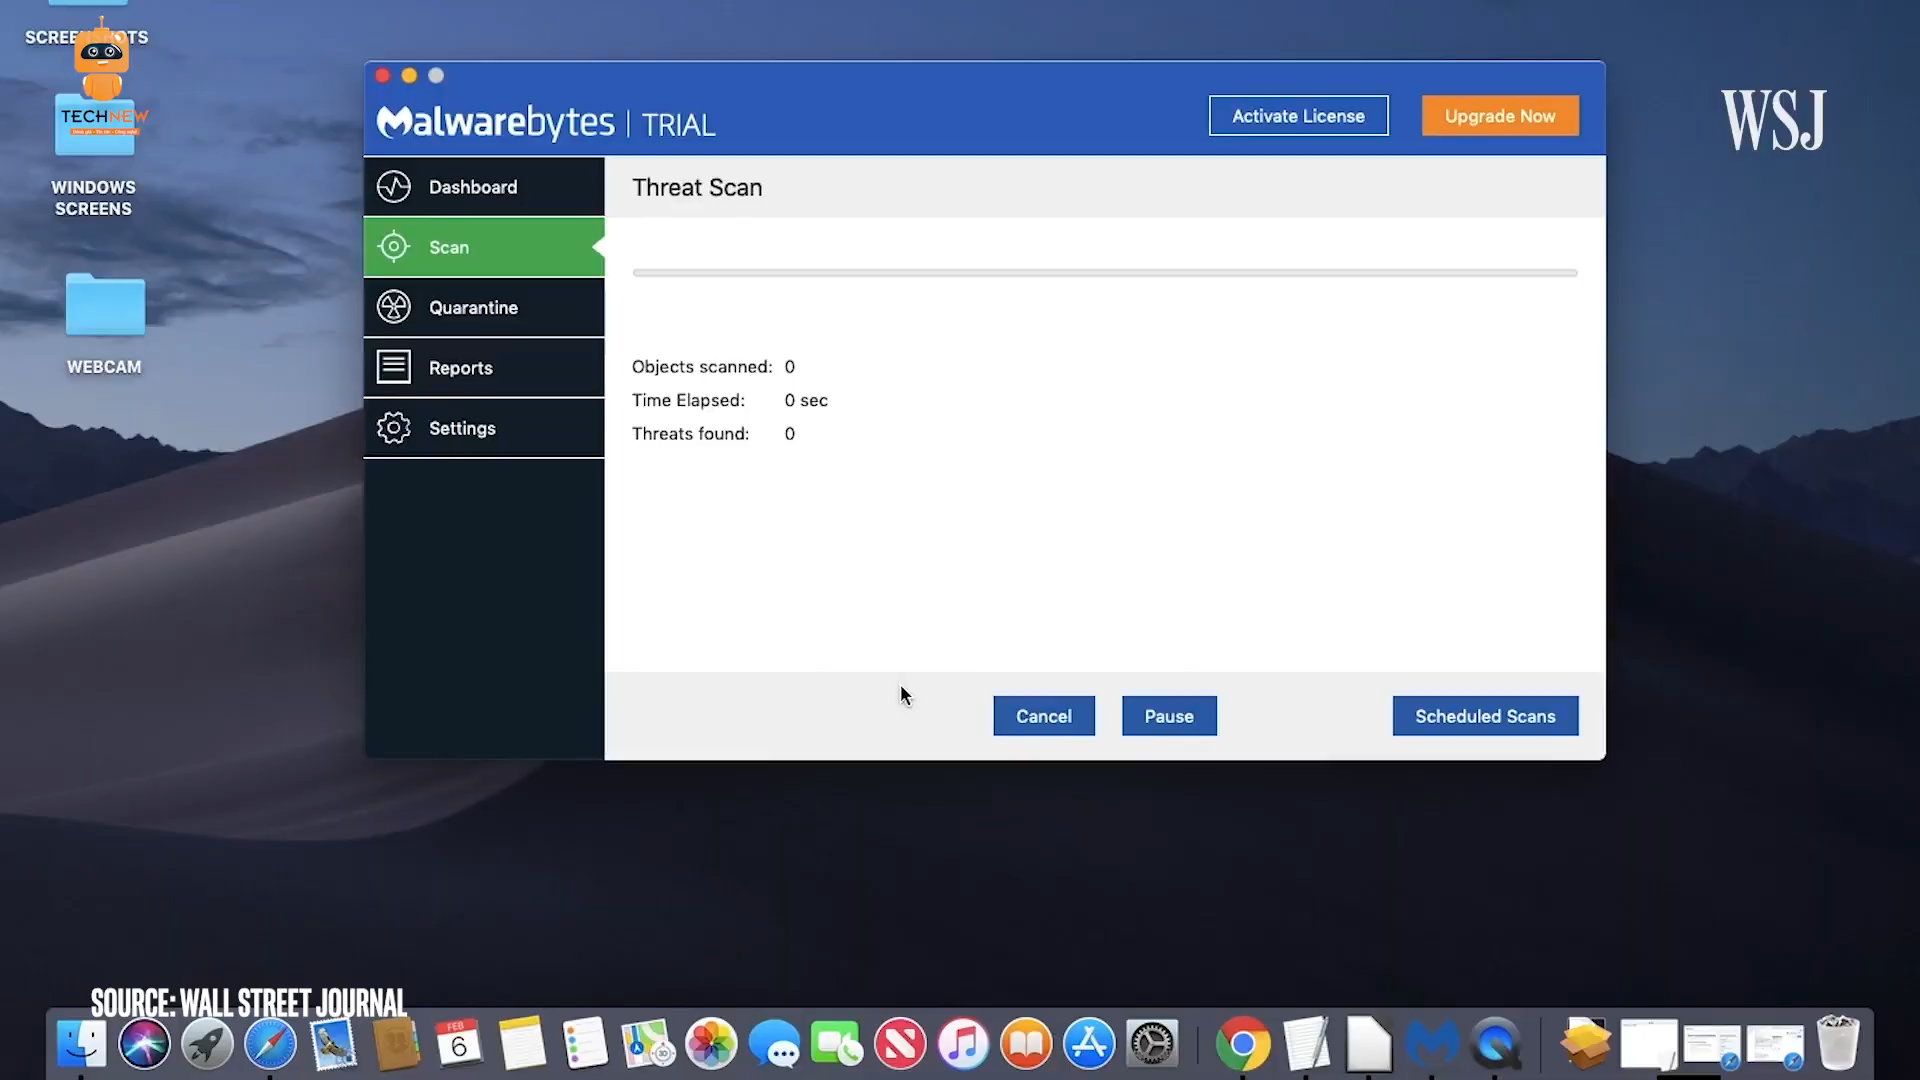 SCREENSHOTS
TECHNEW
WINDOWS
SCREENS
WEBCAM
Malwarebytes | TRIAL
Activate License
Upgrade Now
WSJ
Dashboard
Scan
Quarantine
Reports
Settings
Threat Scan
Objects scanned: 0
Time Elapsed: 0 sec
Threats found: 0
Cancel
Pause
Scheduled Scans
SOURCE: WALL STREET JOURNAL
FEB
6
3D